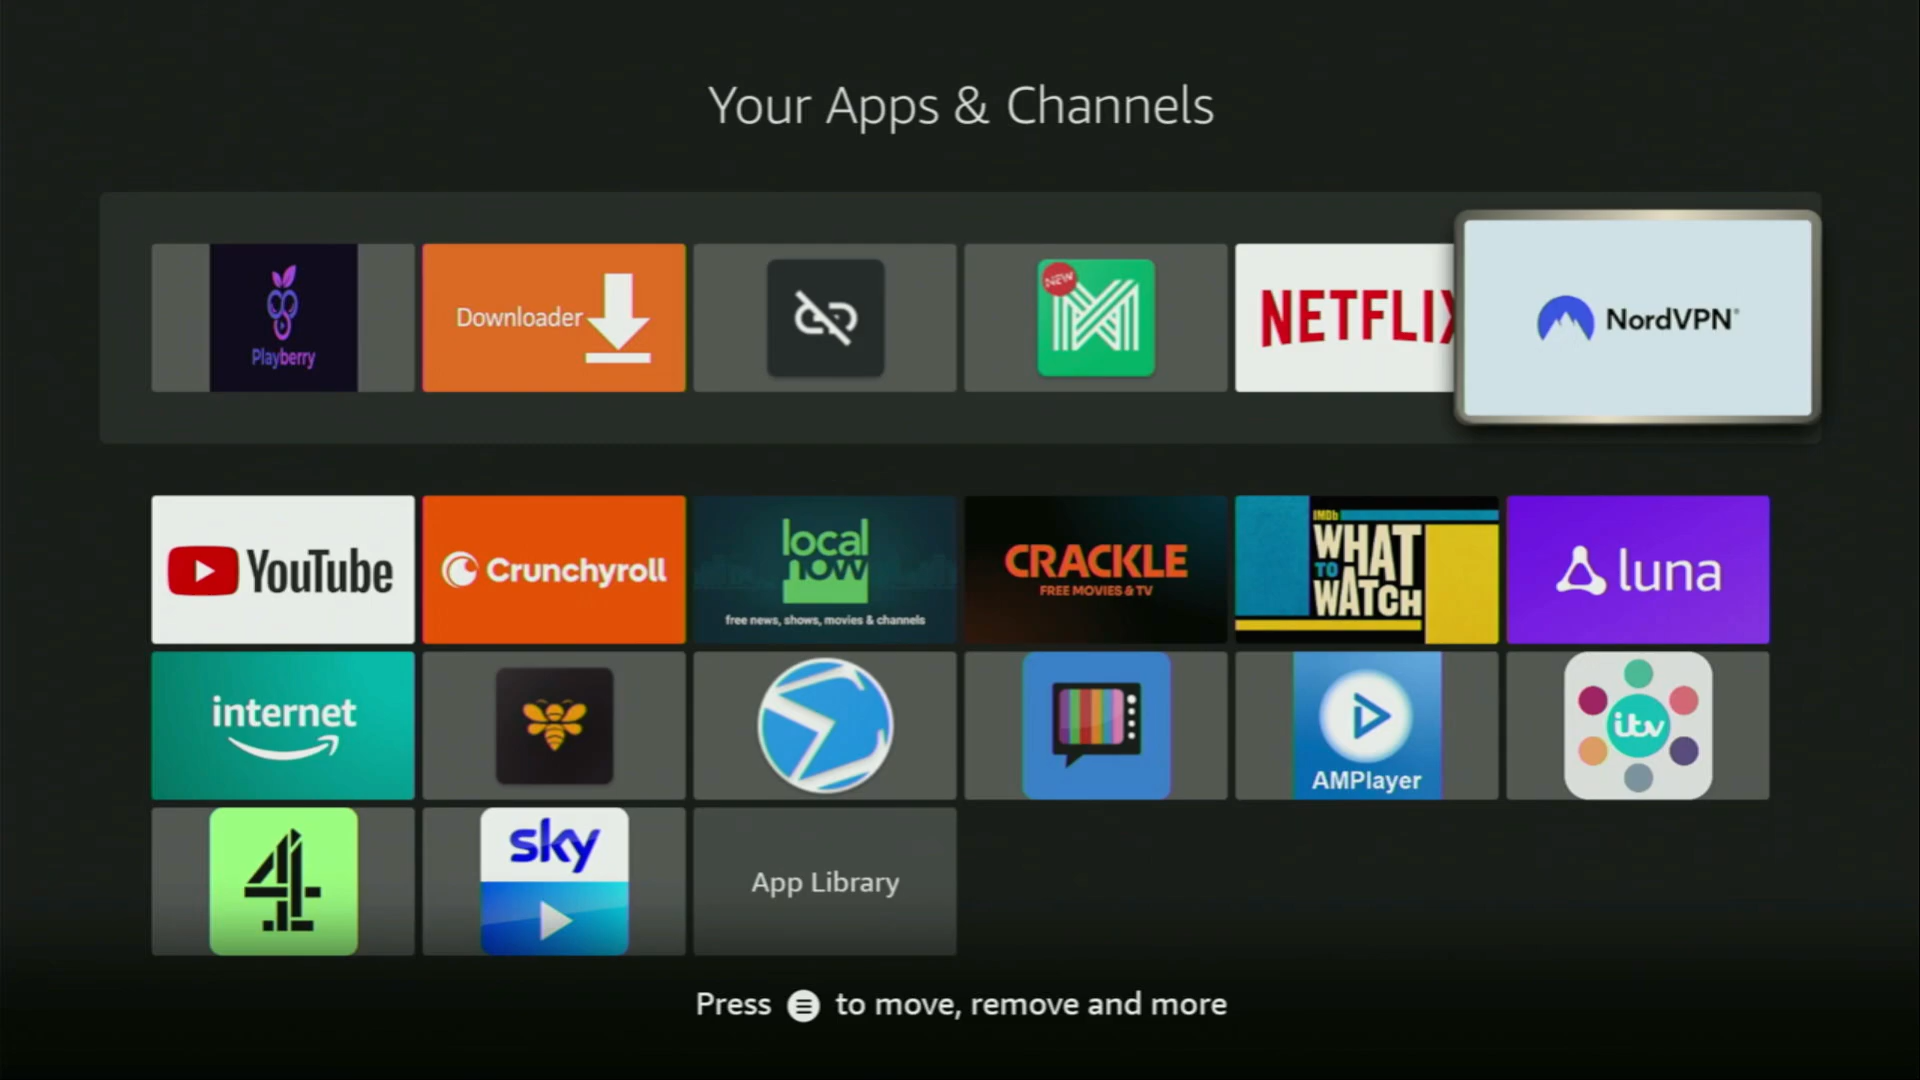 Your Apps & Channels
Playberry
Downloader
NEW
NETFLIX
NordVPN®
YouTube
Crunchyroll
local
now
free news, shows, movies & channels
CRACKLE
FREE MOVIES & TV
IMDb
WHAT
TO
WATCH
luna
internet
AMPlayer
itv
4
sky
App Library
Press to move, remove and more